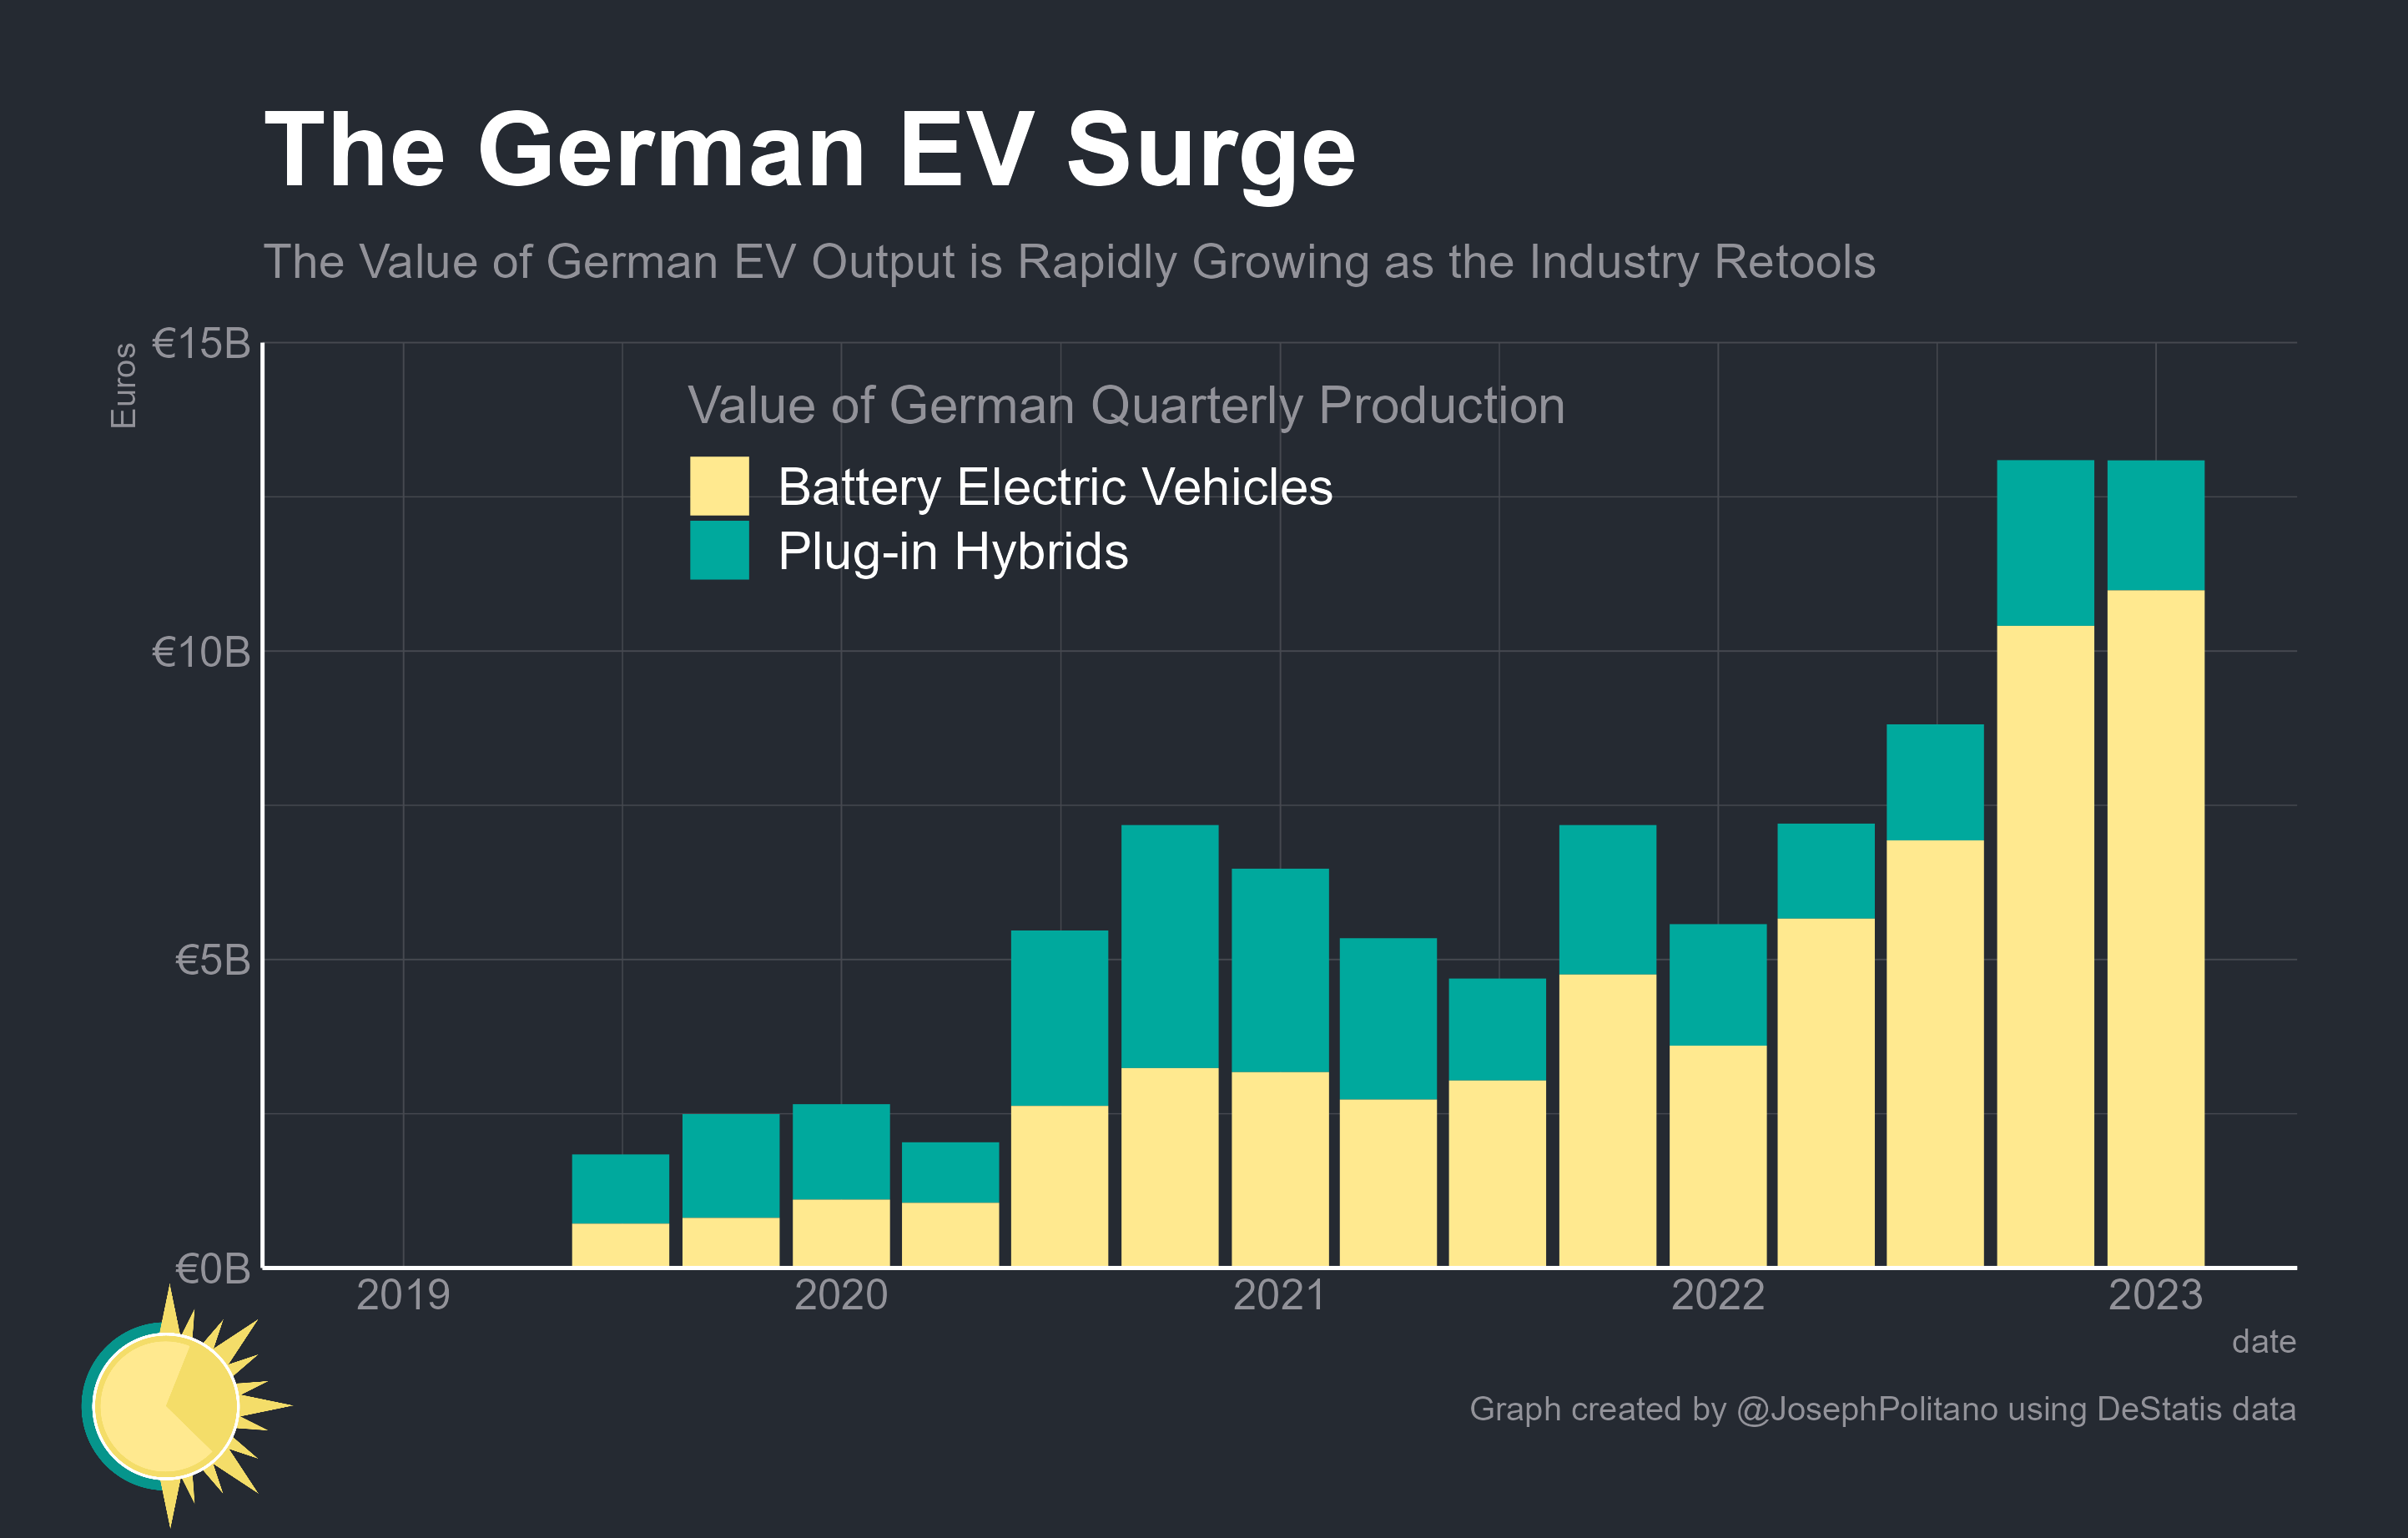 The German EV Surge
The Value of German EV Output is Rapidly Growing as the Industry Retools
Euros
€15B
Value of German Quarterly Production
Battery Electric Vehicles
Plug-in Hybrids
€10B
€5B
€0B
2019 2020 2021 2022 2023
date
Graph created by @JosephPolitano using DeStatis data